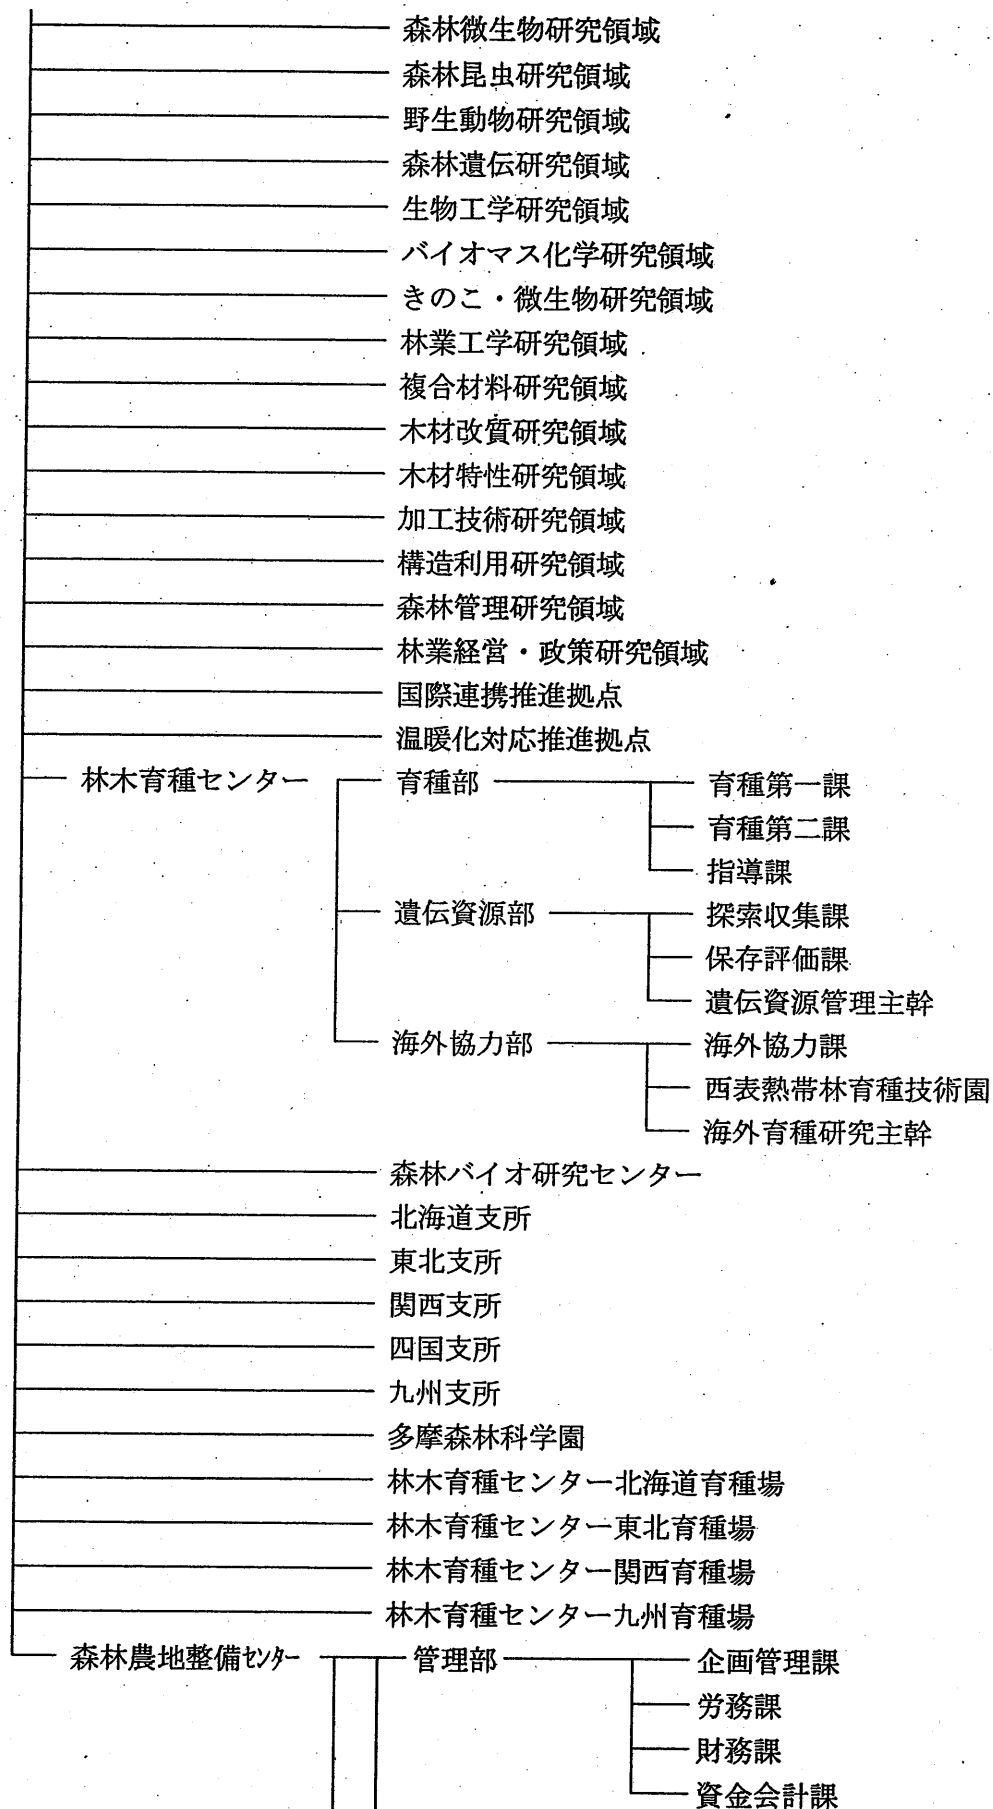 森林微生物研究領域
森林昆虫研究領域
野生動物研究領域
森林遺伝研究領域
生物工学研究領域
バイオマス化学研究領域
きのこ・微生物研究領域
林業工学研究領域
複合材料研究領域
木材改質研究領域
木材特性研究領域
加工技術研究領域
構造利用研究領域
森林管理研究領域
林業経営・政策研究領域
国際連携推進拠点
温暖化対応推進拠点
林木育種センター 育種部 育種第一課
育種第二課
指導課
遺伝資源部 探索収集課
保存評価課
遺伝資源管理主幹
海外協力部 海外協力課
西表熱帯林育種技術園
海外育種研究主幹
森林バイオ研究センター
北海道支所
東北支所
関西支所
四国支所
九州支所
多摩森林科学園
林木育種センター北海道育種場
林木育種センター東北育種場
林木育種センター関西育種場
林木育種センター九州育種場
森林農地整備センター 管理部 企画管理課
労務課
財務課
資金会計課